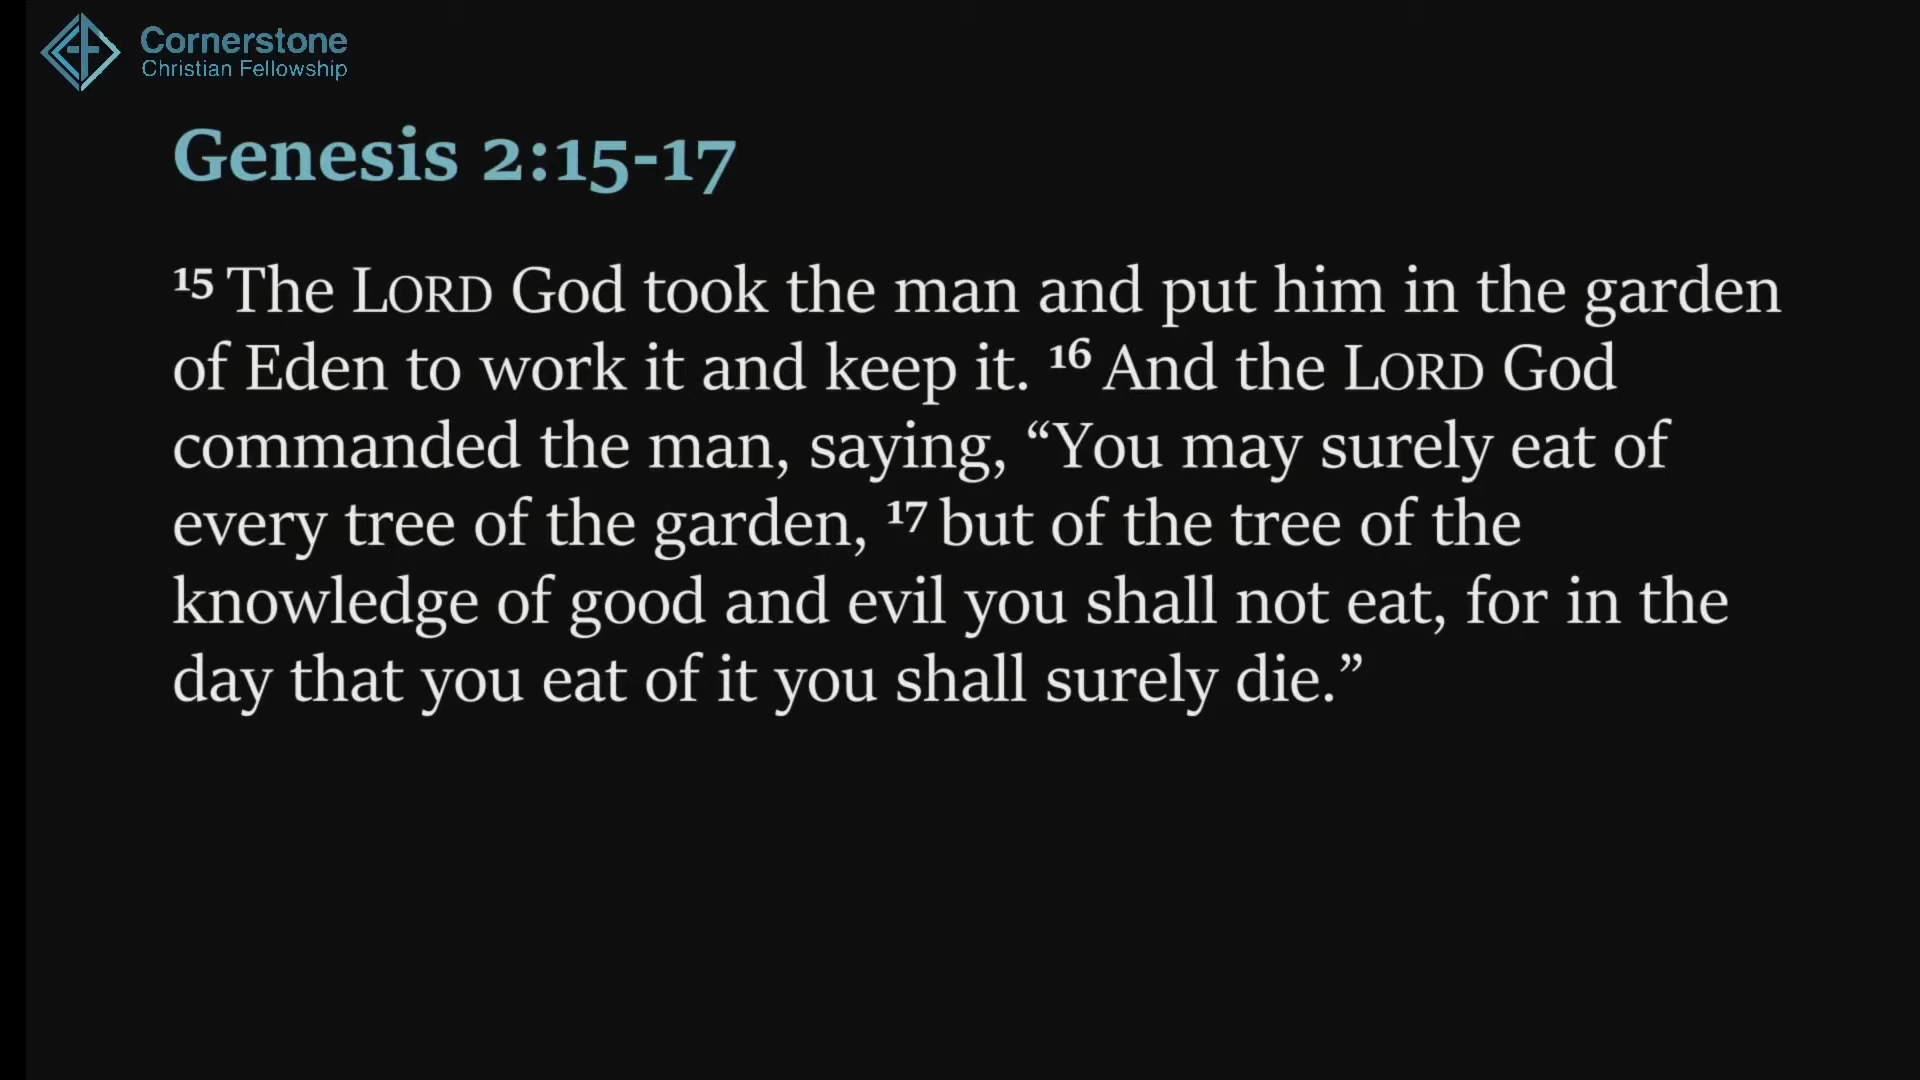 Cornerstone
Christian Fellowship
Genesis 2:15-17
15 The LORD God took the man and put him in the garden
of Eden to work it and keep it. 16 And the LORD God
commanded the man, saying, “You may surely eat of
every tree of the garden, 17 but of the tree of the
knowledge of good and evil you shall not eat, for in the
day that you eat of it you shall surely die.”